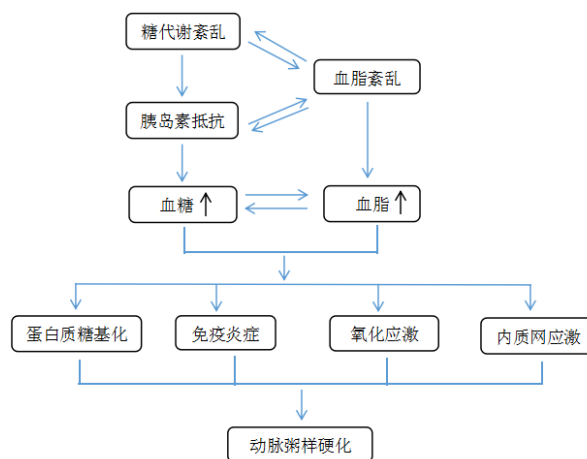 糖代谢紊乱
血脂紊乱
胰岛素抵抗
血糖↑
血脂↑
蛋白质糖基化
免疫炎症
氧化应激
内质网应激
动脉粥样硬化